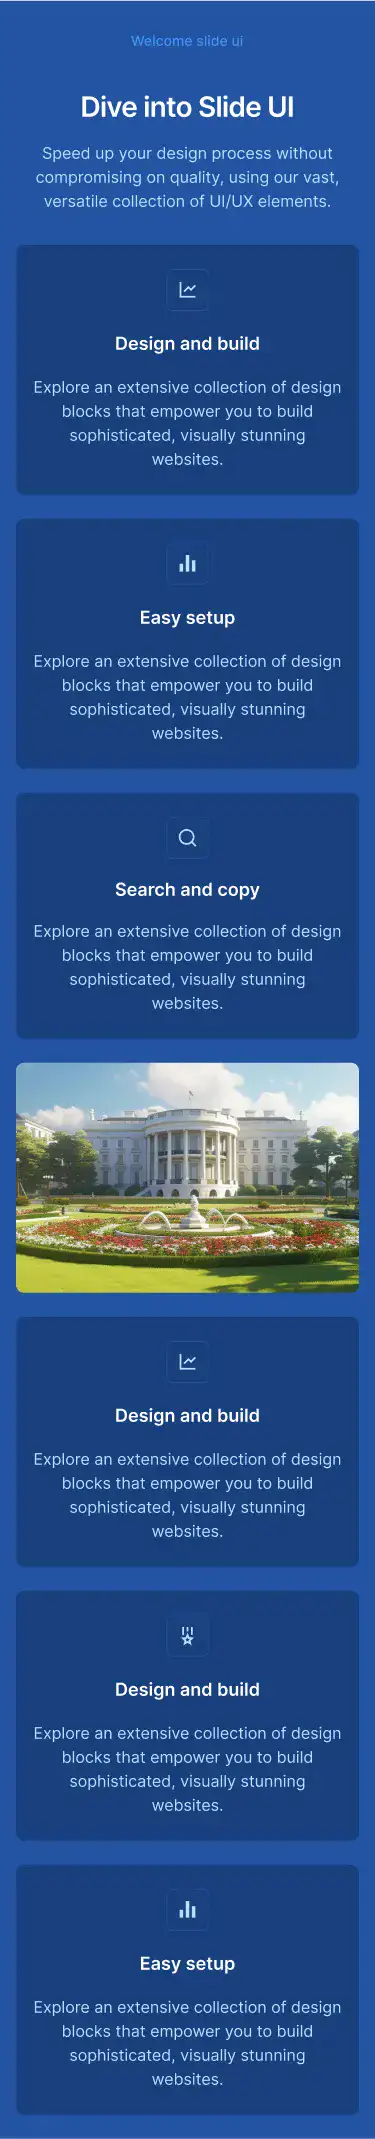 Welcome slide ui
Dive into Slide UI
Speed up your design process without
compromising on quality, using our vast,
versatile collection of UI/UX elements.
Design and build
Explore an extensive collection of design
blocks that empower you to build
sophisticated, visually stunning
websites.
Easy setup
Explore an extensive collection of design
blocks that empower you to build
sophisticated, visually stunning
websites.
Search and copy
Explore an extensive collection of design
blocks that empower you to build
sophisticated, visually stunning
websites.
Design and build
Explore an extensive collection of design
blocks that empower you to build
sophisticated, visually stunning
websites.
Design and build
Explore an extensive collection of design
blocks that empower you to build
sophisticated, visually stunning
websites.
Easy setup
Explore an extensive collection of design
blocks that empower you to build
sophisticated, visually stunning
websites.